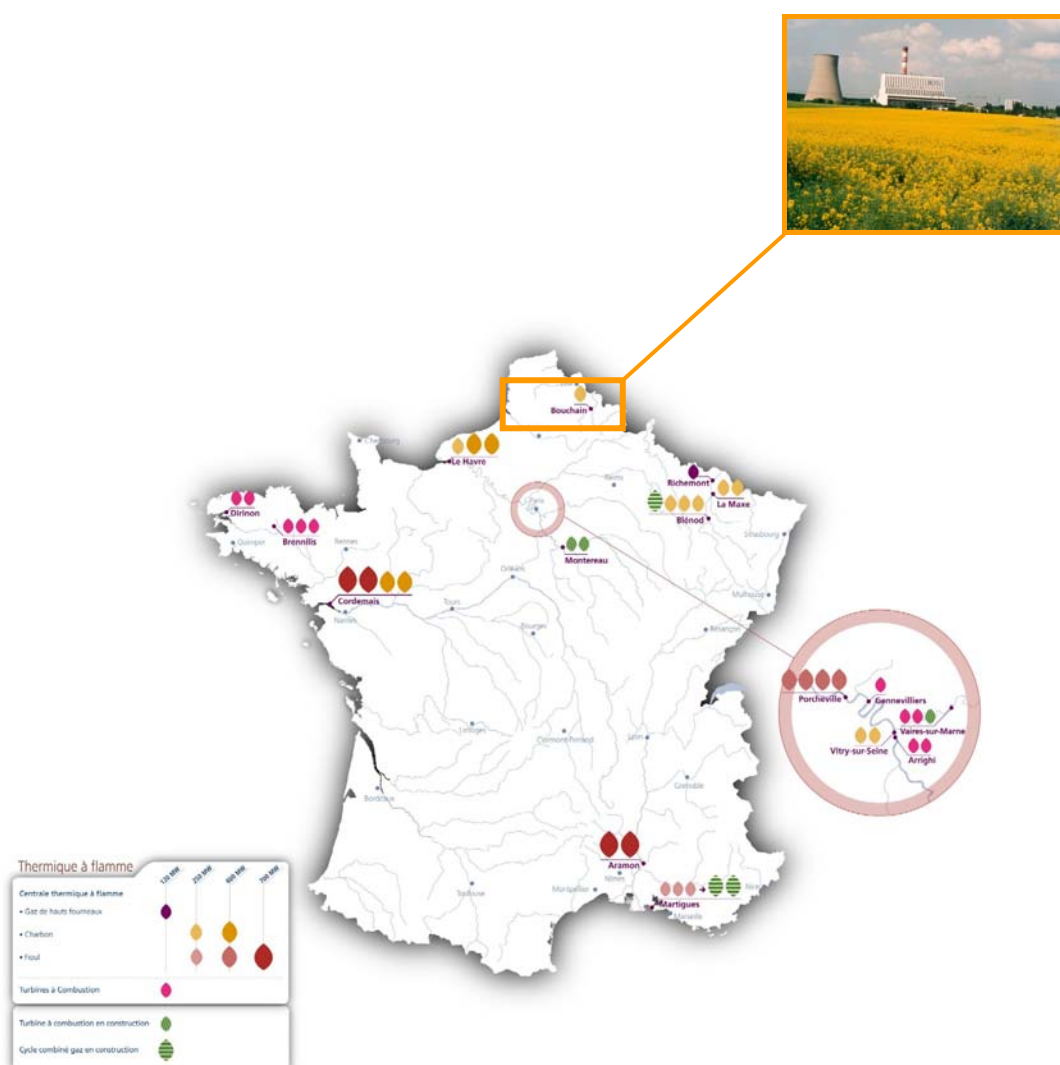 Lille
Bouchain
Cherbourg
Le Havre
Richemont
La Maxe
Reims
Blénod
Paris
Strasbourg
Dirinon
Brennilis
Quimper
Rennes
Montereau
Orléans
Cordemais
Nantes
Tours
Mulhouse
Bourges
Besançon
Porcheville
Gennevilliers
Vaires-sur-Marne
Vitry-sur-Seine
Arrighi
Limoges
Clermont-Ferrand
Lyon
Bordeaux
Grenoble
Aramon
Nîmes
Montpellier
Martigues
Nice
Marseille
Toulouse
Thermique à flamme
120 MW
250 MW
600 MW
700 MW
Centrale thermique à flamme
• Gaz de hauts fourneaux
• Charbon
• Fioul
Turbines à Combustion
Turbine à combustion en construction
Cycle combiné gaz en construction